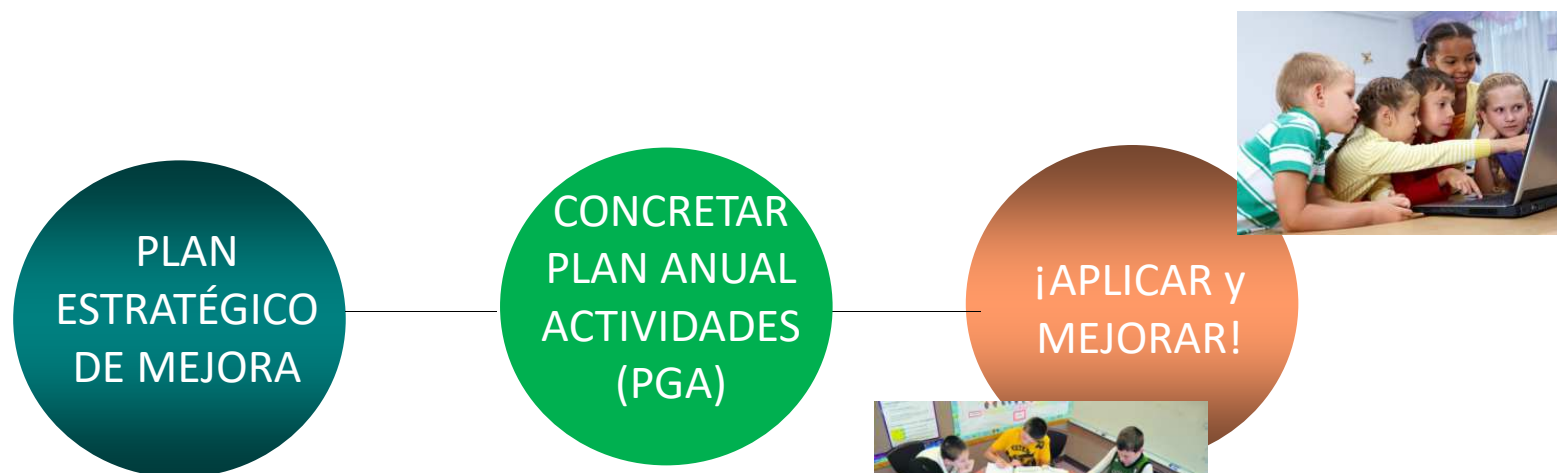 PLAN
ESTRATÉGICO
DE MEJORA
CONCRETAR
PLAN ANUAL
ACTIVIDADES
(PGA)
¡APLICAR y
MEJORAR!